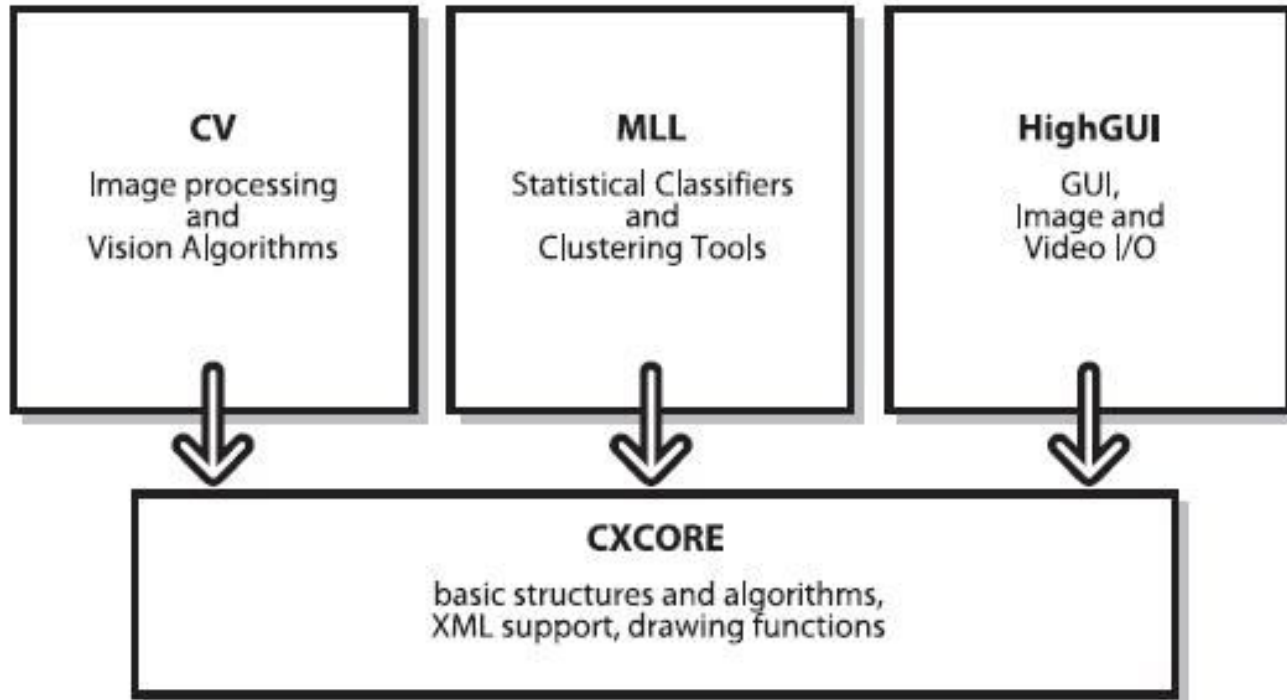 CV
Image processing
and
Vision Algorithms
MLL
Statistical Classifiers
and
Clustering Tools
HighGUI
GUI,
Image and
Video I/O
CXCORE
basic structures and algorithms,
XML support, drawing functions